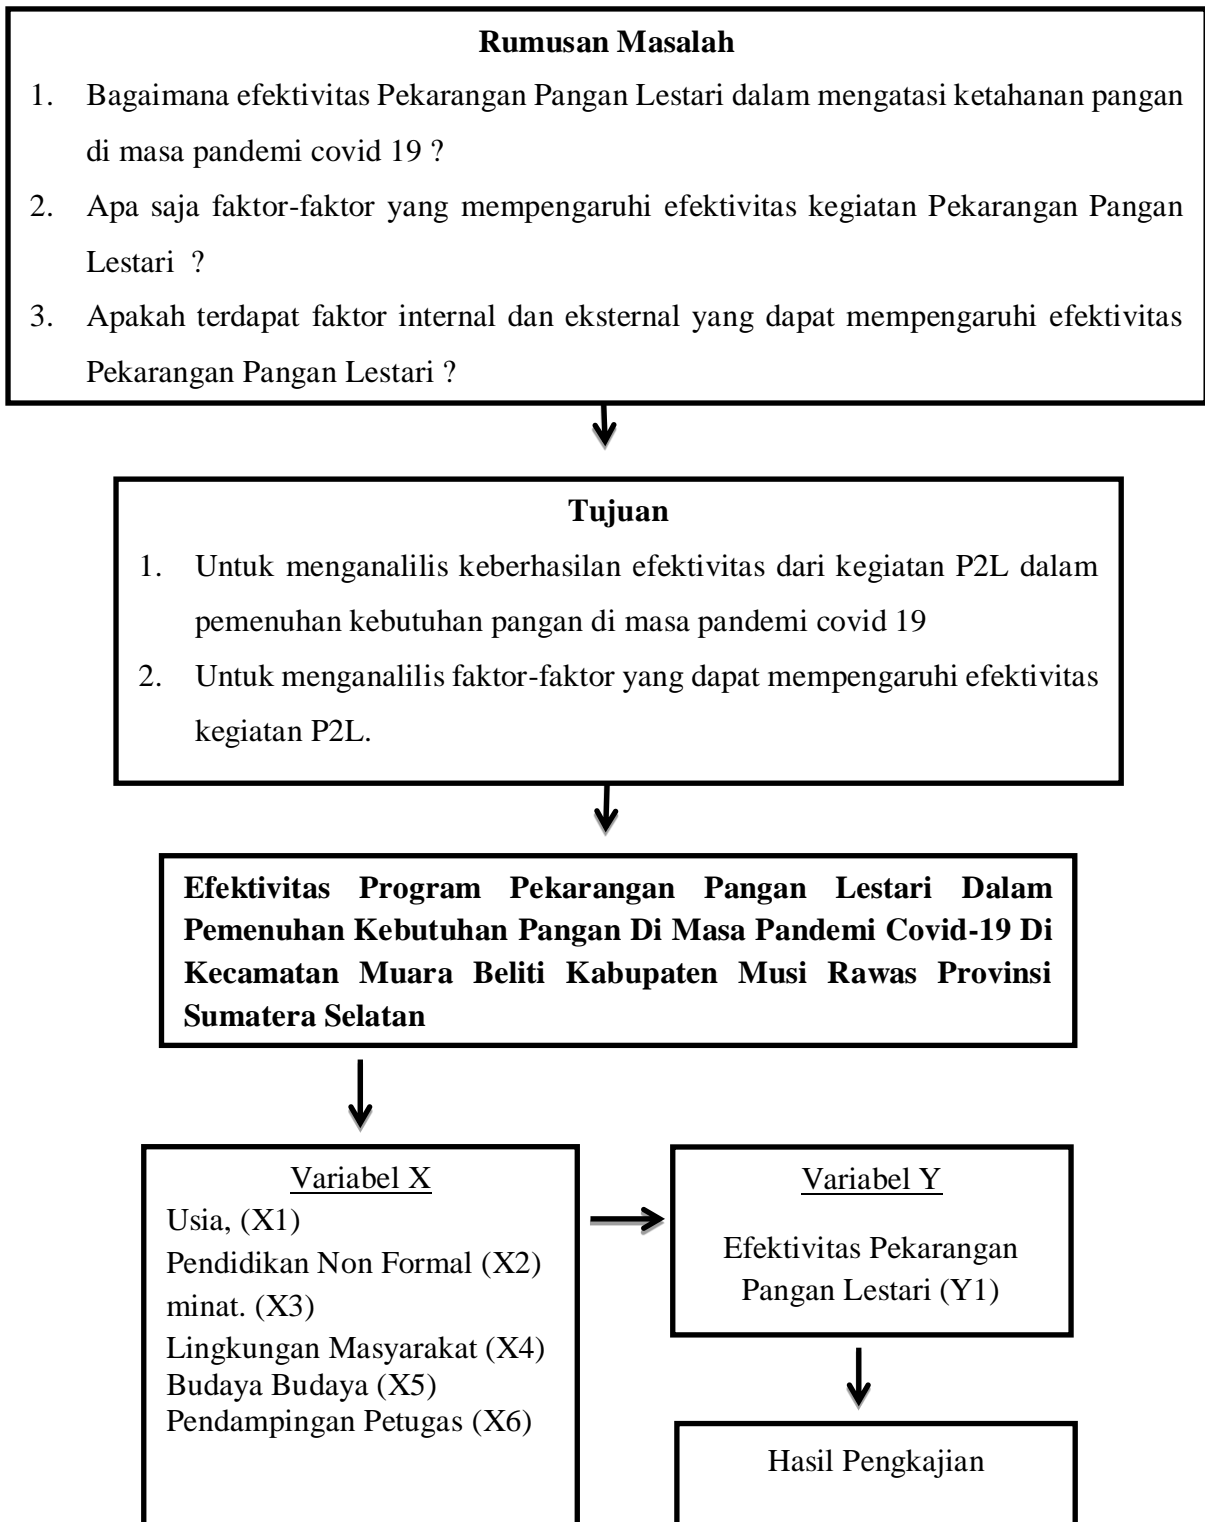 Rumusan Masalah
1. Bagaimana efektivitas Pekarangan Pangan Lestari dalam mengatasi ketahanan pangan
di masa pandemi covid 19 ?
2. Apa saja faktor-faktor yang mempengaruhi efektivitas kegiatan Pekarangan Pangan
Lestari ?
3. Apakah terdapat faktor internal dan eksternal yang dapat mempengaruhi efektivitas
Pekarangan Pangan Lestari ?
Tujuan
1. Untuk menganalilis keberhasilan efektivitas dari kegiatan P2L dalam
pemenuhan kebutuhan pangan di masa pandemi covid 19
2. Untuk menganalilis faktor-faktor yang dapat mempengaruhi efektivitas
kegiatan P2L.
Efektivitas Program Pekarangan Pangan Lestari Dalam
Pemenuhan Kebutuhan Pangan Di Masa Pandemi Covid-19 Di
Kecamatan Muara Beliti Kabupaten Musi Rawas Provinsi
Sumatera Selatan
Variabel X
Usia, (X1)
Pendidikan Non Formal (X2)
minat. (X3)
Lingkungan Masyarakat (X4)
Budaya Budaya (X5)
Pendampingan Petugas (X6)
Variabel Y
Efektivitas Pekarangan
Pangan Lestari (Y1)
Hasil Pengkajian